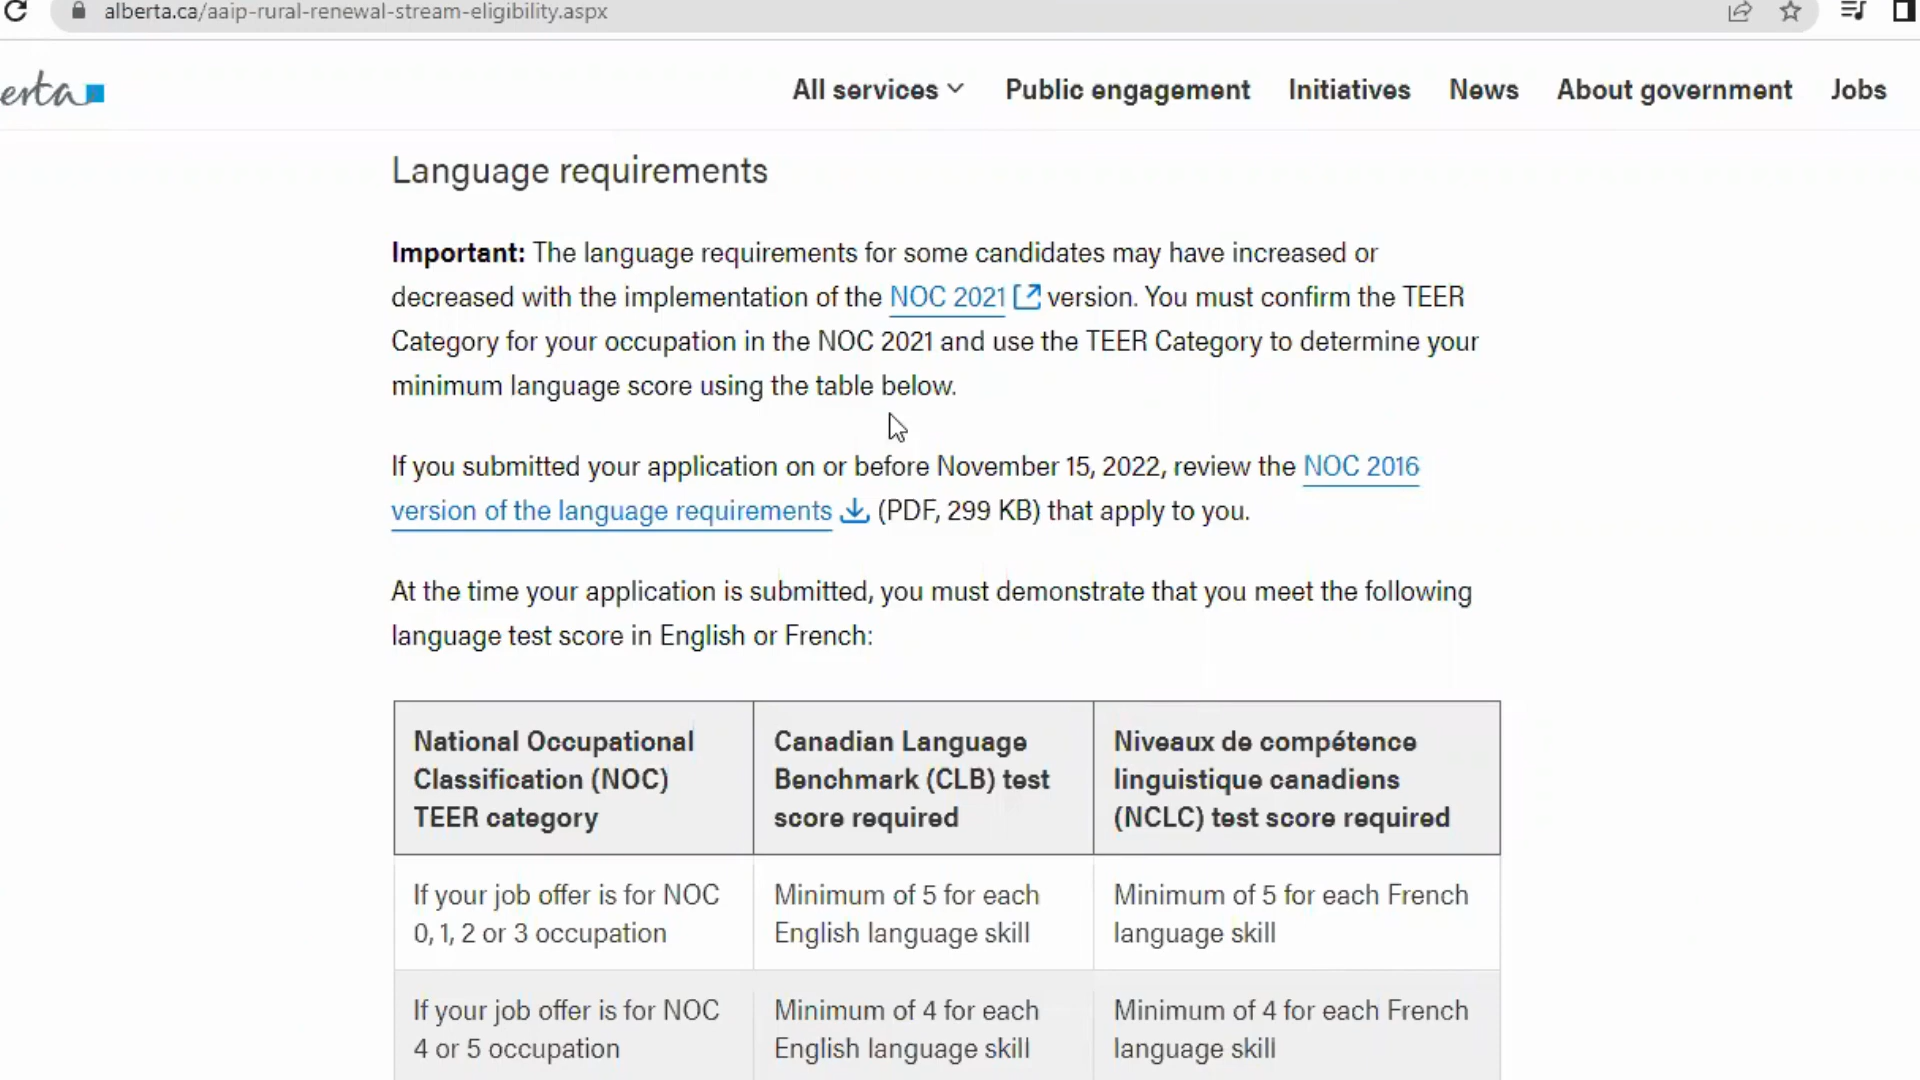 alberta.ca/aaip-rural-renewal-stream-eligibility.aspx
erta
All services
Public engagement
Initiatives
News
About government
Jobs
Language requirements
Important: The language requirements for some candidates may have increased or
decreased with the implementation of the NOC 2021 version. You must confirm the TEER
Category for your occupation in the NOC 2021 and use the TEER Category to determine your
minimum language score using the table below.
If you submitted your application on or before November 15, 2022, review the NOC 2016
version of the language requirements (PDF, 299 KB) that apply to you.
At the time your application is submitted, you must demonstrate that you meet the following
language test score in English or French:
National Occupational
Classification (NOC)
TEER category
Canadian Language
Benchmark (CLB) test
score required
Niveaux de compétence
linguistique canadiens
(NCLC) test score required
If your job offer is for NOC
0, 1, 2 or 3 occupation
Minimum of 5 for each
English language skill
Minimum of 5 for each French
language skill
If your job offer is for NOC
4 or 5 occupation
Minimum of 4 for each
English language skill
Minimum of 4 for each French
language skill